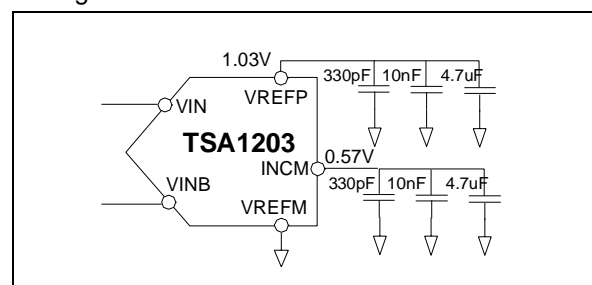 1.03V
330pF 10nF 4.7uF
VIN VREFP
TSA1203
0.57V
INCM
330pF 10nF 4.7uF
VINB
VREFM